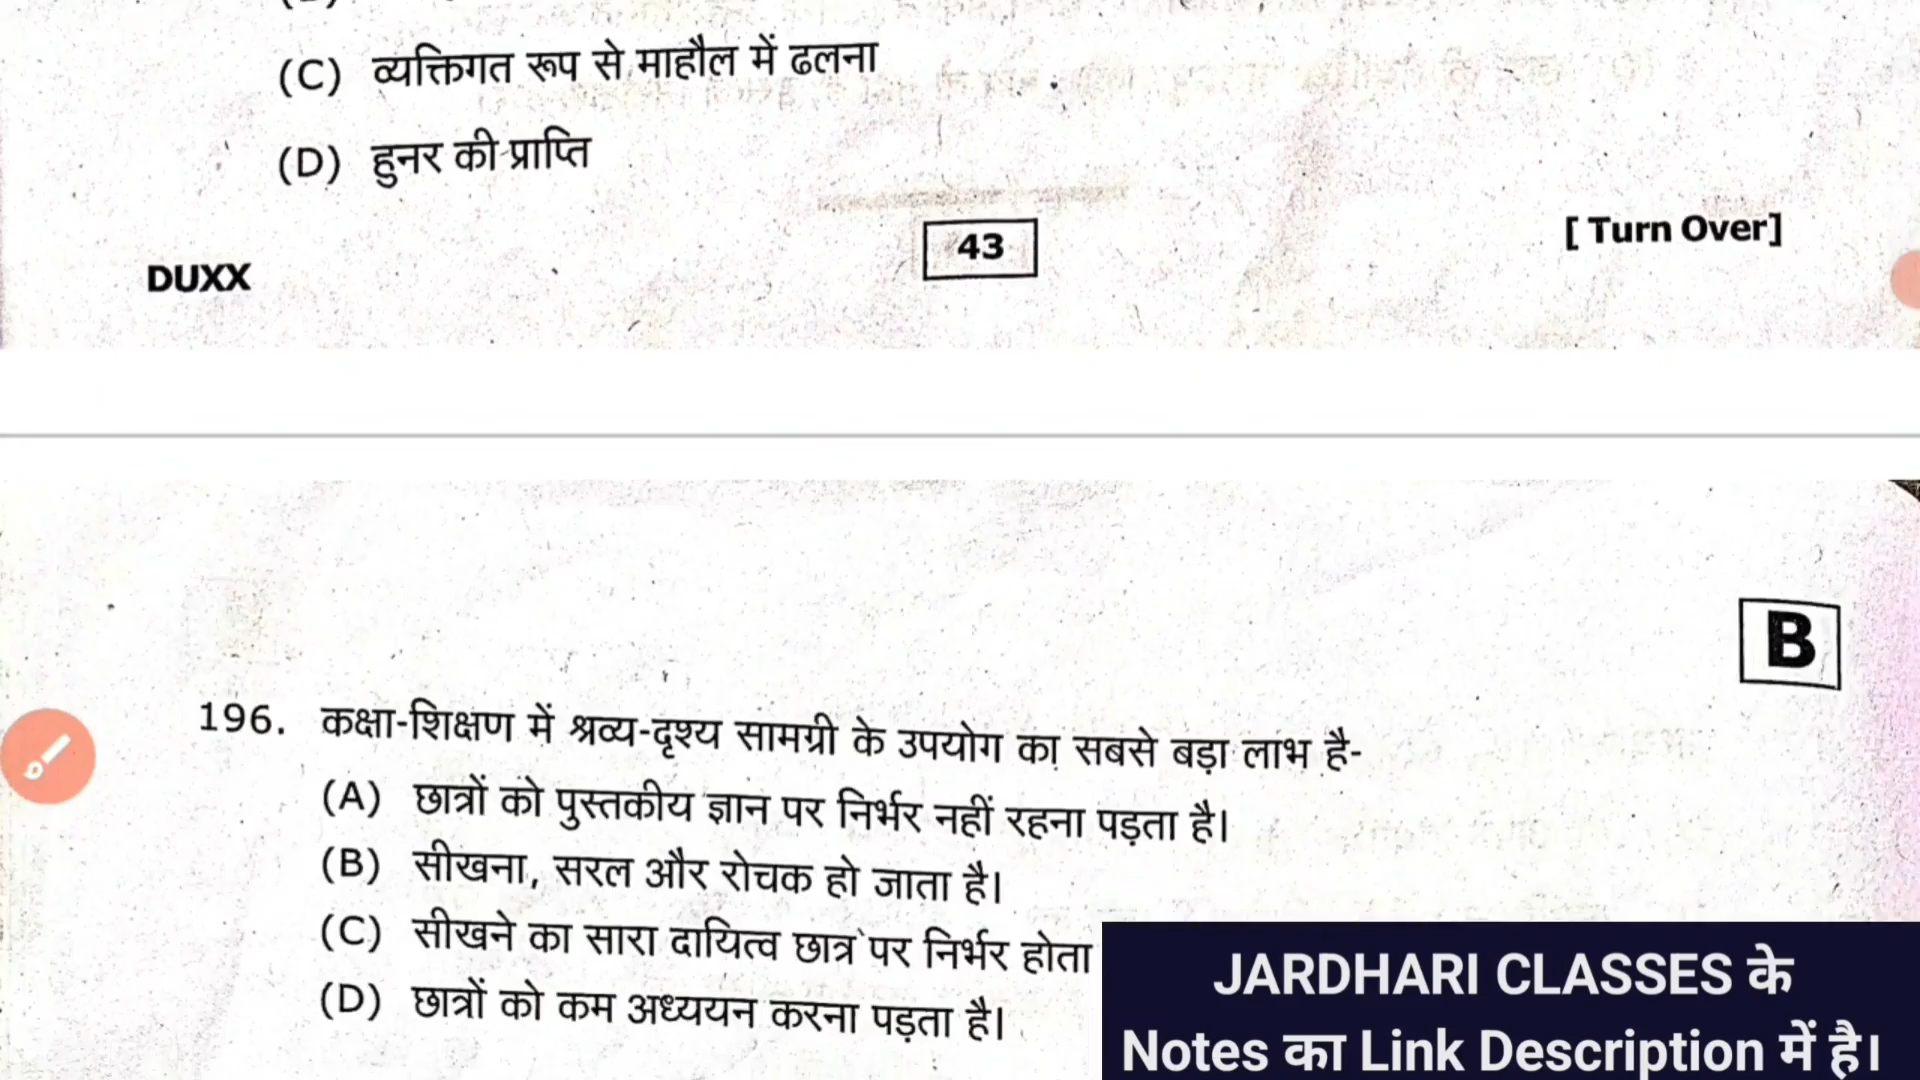 (C) व्यक्तिगत रूप से माहौल में ढलना
(D) हुनर की प्राप्ति
DUXX
43
[ Turn Over]
B
196. कक्षा-शिक्षण में श्रव्य-दृश्य सामग्री के उपयोग का सबसे बड़ा लाभ है-
(A) छात्रों को पुस्तकीय ज्ञान पर निर्भर नहीं रहना पड़ता है।
(B) सीखना, सरल और रोचक हो जाता है।
(C) सीखने का सारा दायित्व छात्र पर निर्भर होता
(D) छात्रों को कम अध्ययन करना पड़ता है।
JARDHARI CLASSES के
Notes का Link Description में है।